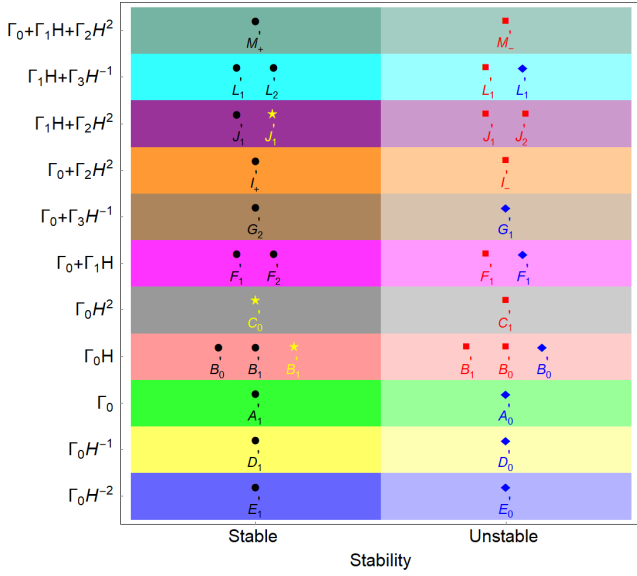 Γ₀+Γ₁H+Γ₂H²
M₊' M₋'
Γ₁H+Γ₃H⁻¹
L₁' L₂' L₁' L₁'
Γ₁H+Γ₂H²
J₁' J₁' J₁' J₂'
Γ₀+Γ₂H²
I₊' I₋'
Γ₀+Γ₃H⁻¹
G₂' G₁'
Γ₀+Γ₁H
F₁' F₂' F₁' F₁'
Γ₀H²
C₀' C₁'
Γ₀H
B₀' B₁' B₁' B₁' B₀' B₀'
Γ₀
A₁' A₀'
Γ₀H⁻¹
D₁' D₀'
Γ₀H⁻²
E₁' E₀'
Stable Unstable
Stability